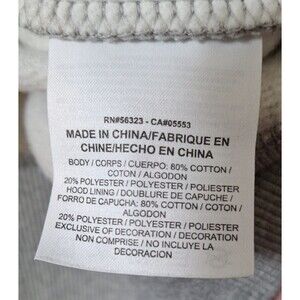 RN#56323 - CA#05553
MADE IN CHINA/FABRIQUE EN
CHINE/HECHO EN CHINA
BODY / CORPS / CUERPO: 80% COTTON /
COTON / ALGODON
20% POLYESTER / POLYESTER / POLIESTER
HOOD LINING / DOUBLURE DE CAPUCHE /
FORRO DE CAPUCHA: 80% COTTON / COTON
/ ALGODON
20% POLYESTER / POLYESTER / POLIESTER
EXCLUSIVE OF DECORATION / DECORATION
NON COMPRISE / NO INCLUYE LA
DECORACION